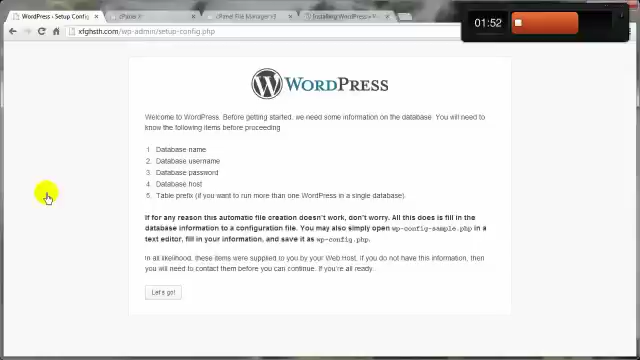 WordPress › Setup Config
cPanel X
cPanel File Manager v3
Installing WordPress « W
01:52
xfghsth.com/wp-admin/setup-config.php
WORDPRESS
Welcome to WordPress. Before getting started, we need some information on the database. You will need to
know the following items before proceeding
1. Database name
2. Database username
3. Database password
4. Database host
5. Table prefix (if you want to run more than one WordPress in a single database).
If for any reason this automatic file creation doesn't work, don't worry. All this does is fill in the
database information to a configuration file. You may also simply open wp-config-sample.php in a
text editor, fill in your information, and save it as wp-config.php.
In all likelihood, these items were supplied to you by your Web Host. If you do not have this information, then
you will need to contact them before you can continue. If you're all ready...
Let's go!